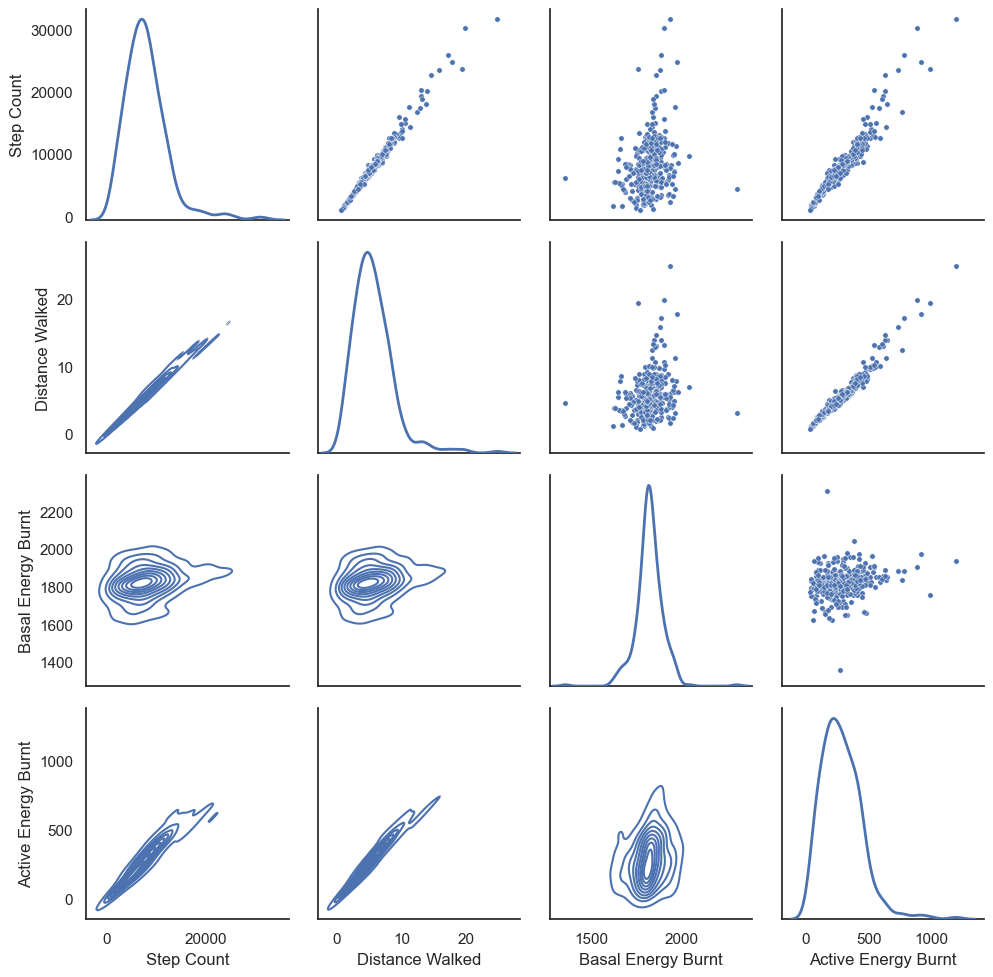 30000
20000
10000
0
Step Count
20
10
0
Distance Walked
2200
2000
1800
1600
1400
Basal Energy Burnt
1000
500
0
Active Energy Burnt
0 20000
0 10 20
1500 2000
0 500 1000
Step Count
Distance Walked
Basal Energy Burnt
Active Energy Burnt